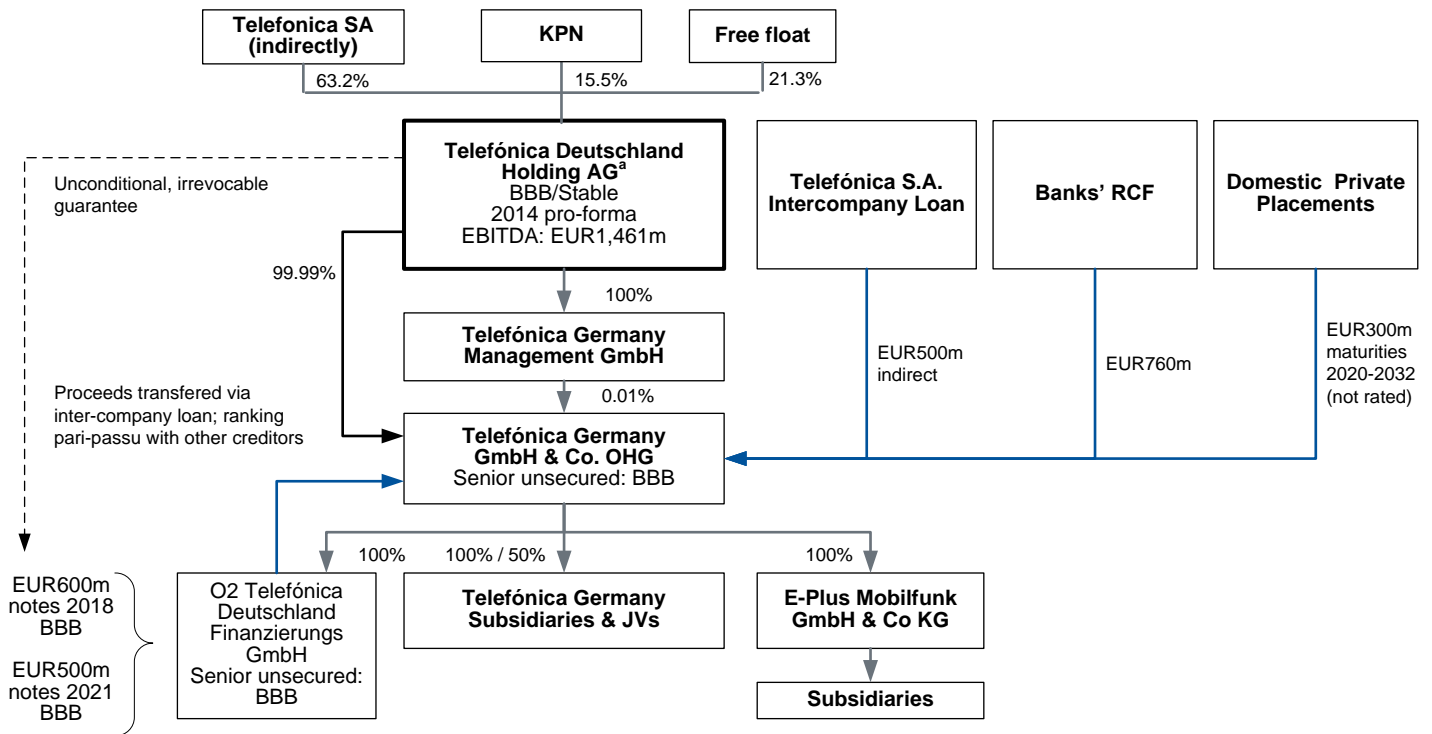 Telefonica SA
(indirectly)
KPN
Free float
63.2%
15.5%
21.3%
Telefónica Deutschland
Holding AGa
BBB/Stable
2014 pro-forma
EBITDA: EUR1,461m
Telefónica S.A.
Intercompany Loan
Banks’ RCF
Domestic Private
Placements
Unconditional, irrevocable
guarantee
99.99%
100%
Telefónica Germany
Management GmbH
EUR500m
indirect
EUR760m
EUR300m
maturities
2020-2032
(not rated)
Proceeds transfered via
inter-company loan; ranking
pari-passu with other creditors
0.01%
Telefónica Germany
GmbH & Co. OHG
Senior unsecured: BBB
100%
100% / 50%
100%
EUR600m
notes 2018
BBB
EUR500m
notes 2021
BBB
O2 Telefónica
Deutschland
Finanzierungs
GmbH
Senior unsecured:
BBB
Telefónica Germany
Subsidiaries & JVs
E-Plus Mobilfunk
GmbH & Co KG
Subsidiaries